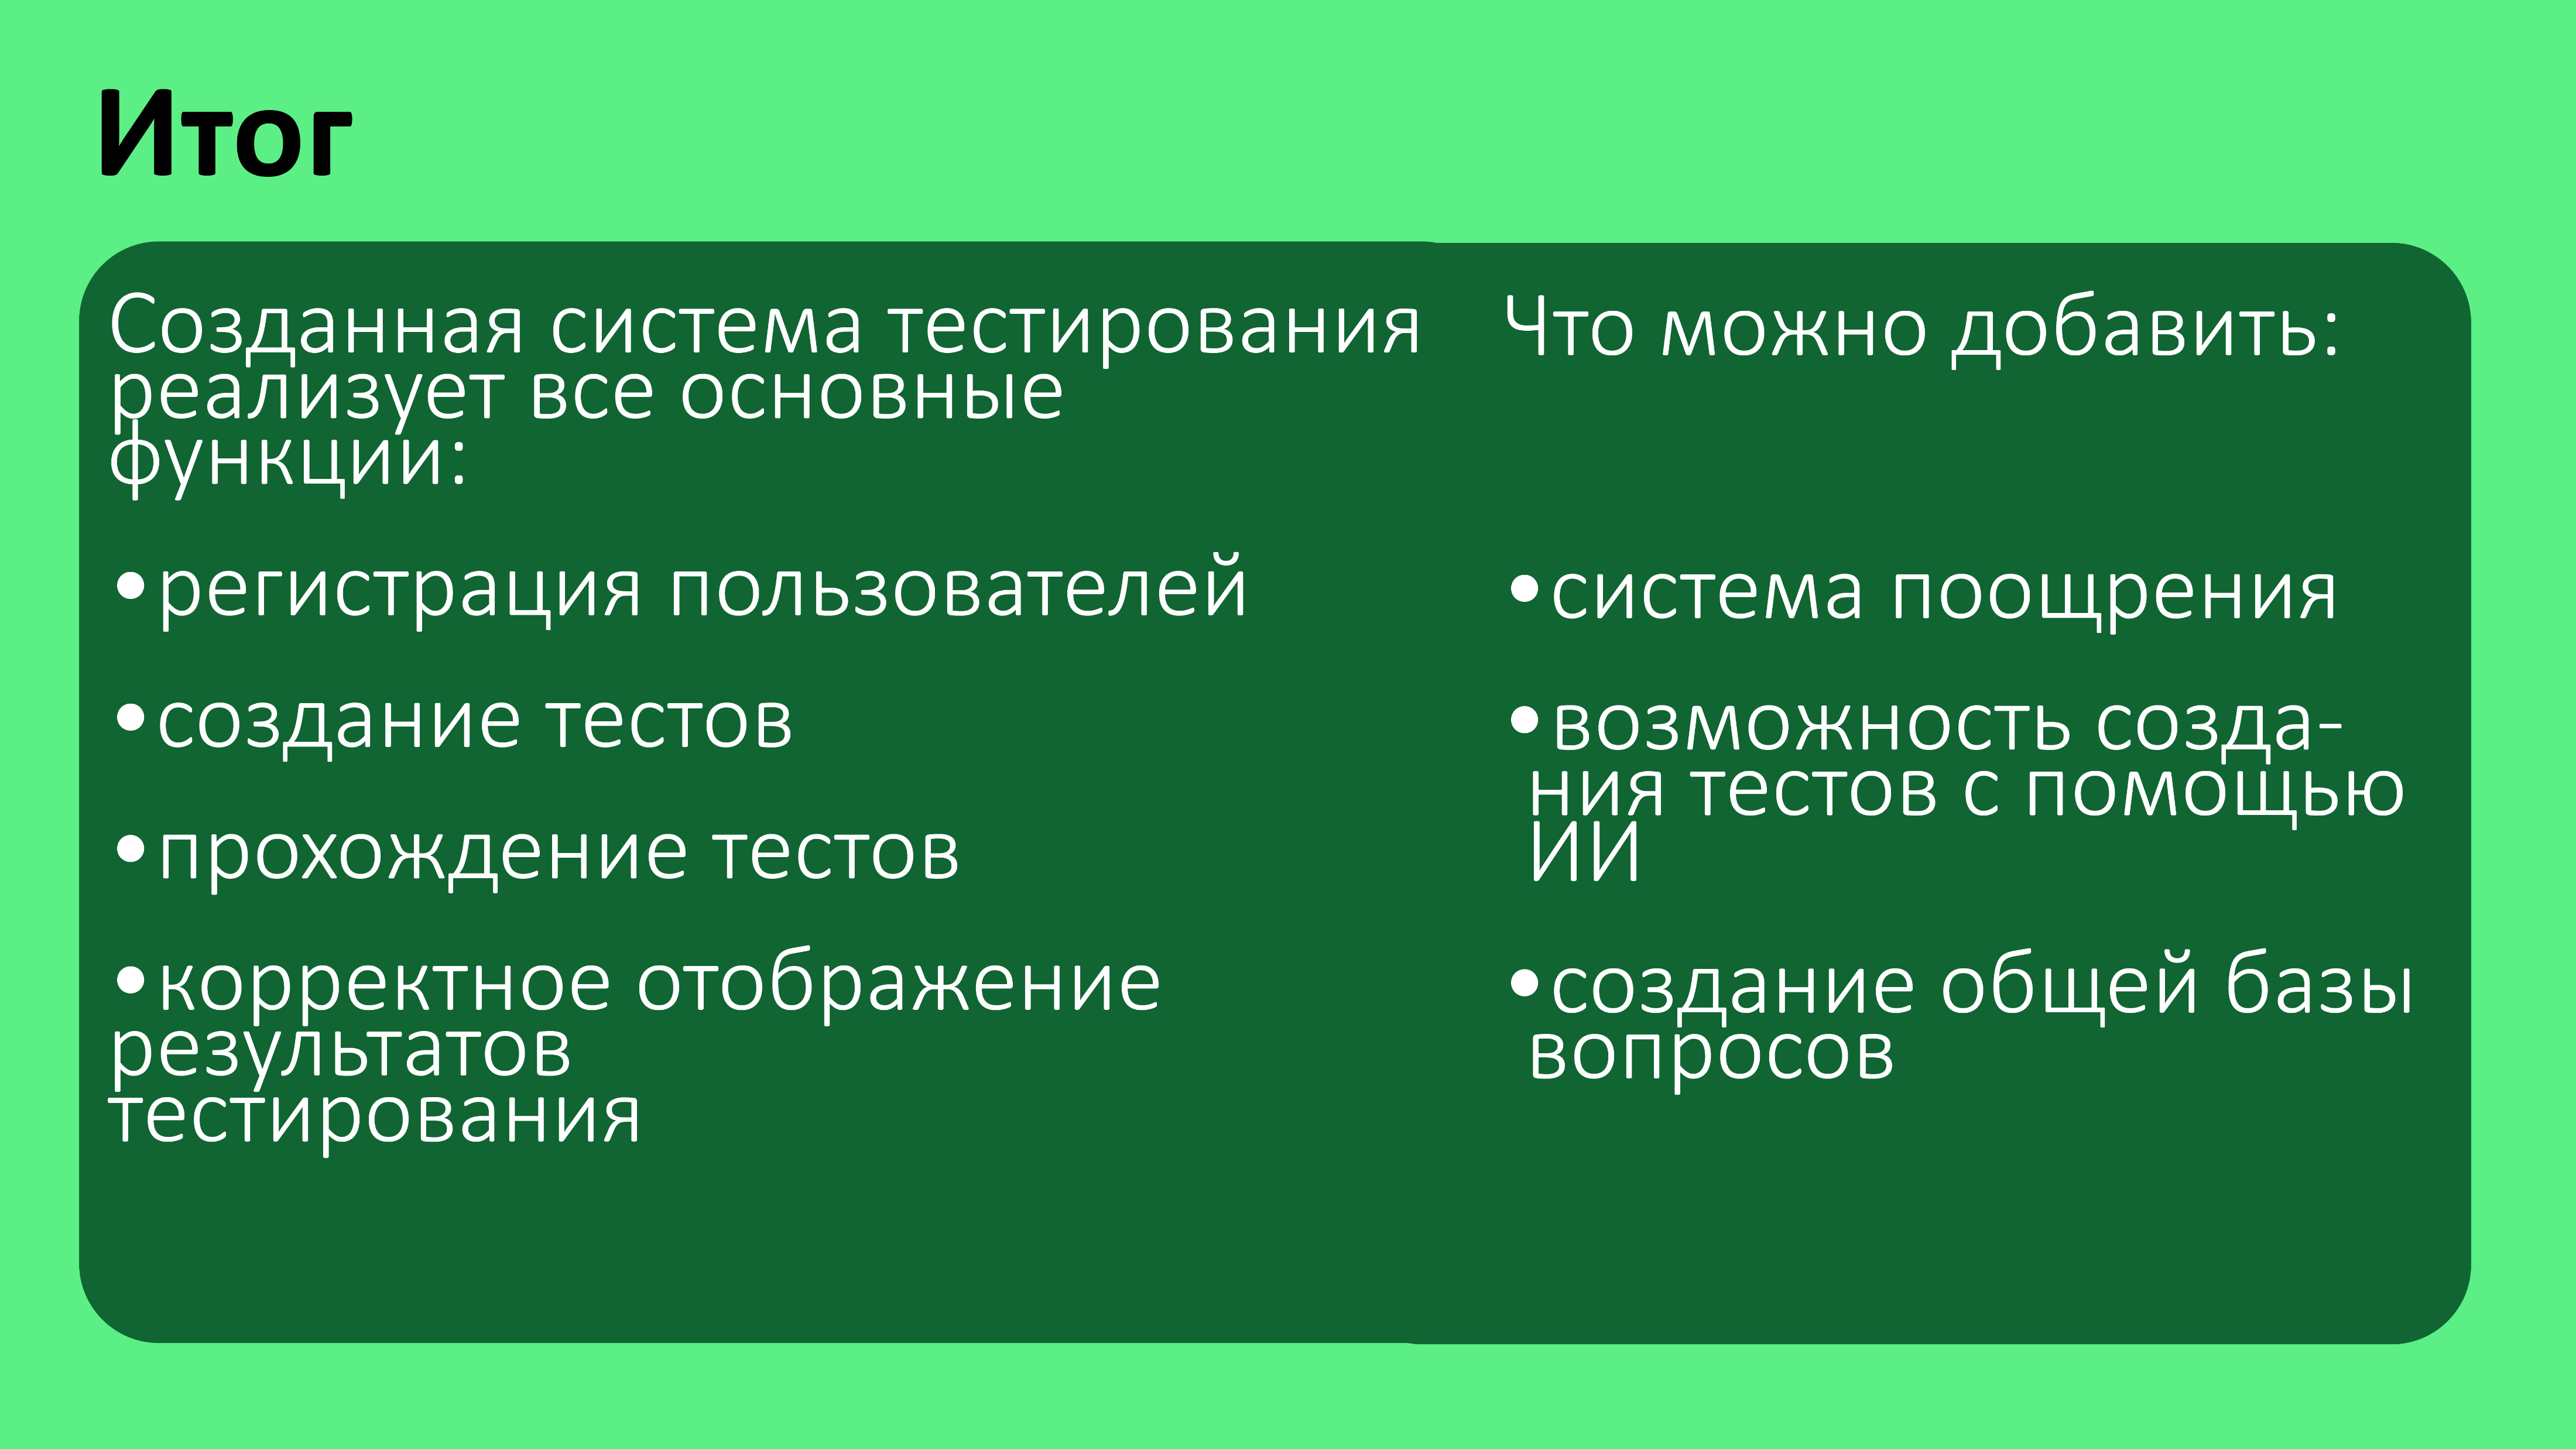 Итог
Созданная система тестирования
реализует все основные
функции:
•регистрация пользователей
•создание тестов
•прохождение тестов
•корректное отображение
результатов
тестирования
Что можно добавить:
•система поощрения
•возможность созда-
ния тестов с помощью
ИИ
•создание общей базы
вопросов